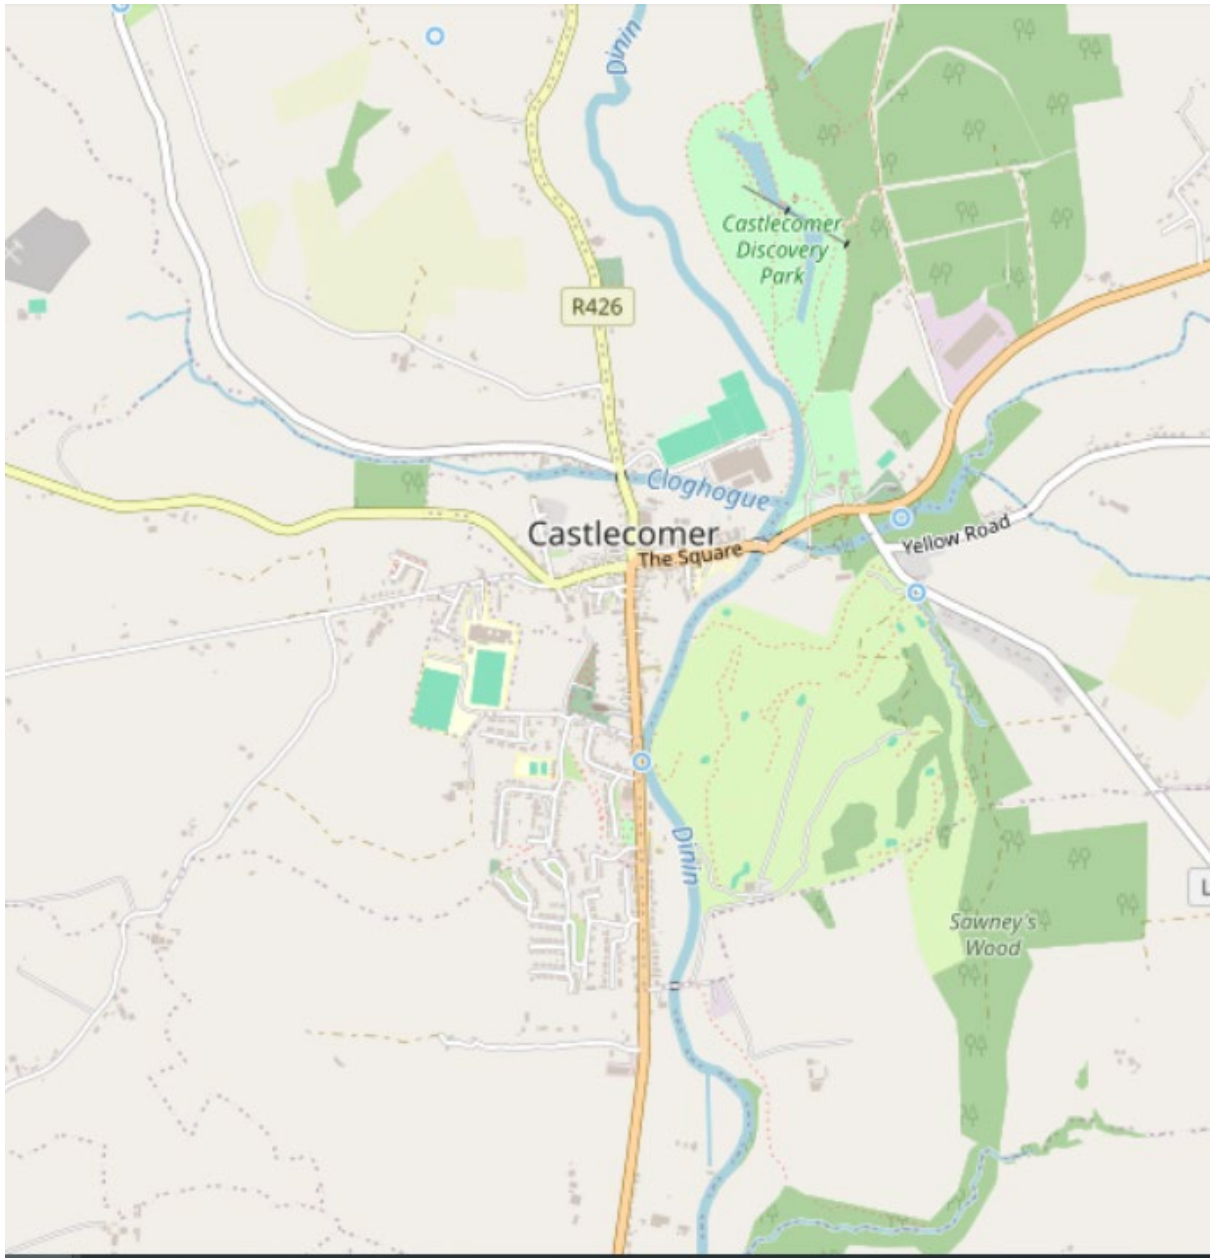 Dinin
Castlecomer
Discovery
Park
R426
Cloghogue
Castlecomer
The Square
Yellow Road
Dinin
Sawney's
Wood
L